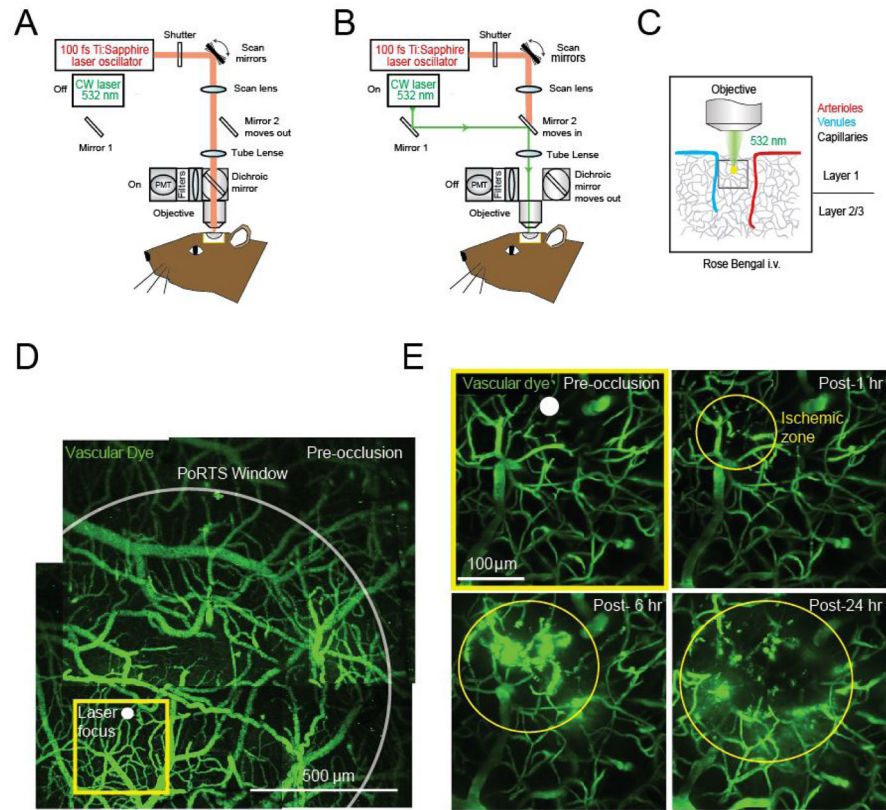 A
100 fs Ti:Sapphire
laser oscillator
Shutter
Scan
mirrors
Off
CW laser
532 nm
Scan lens
Mirror 1
Mirror 2
moves out
Tube Lense
On
PMT
Filters
Dichroic
mirror
Objective
B
100 fs Ti:Sapphire
laser oscillator
Shutter
Scan
mirrors
On
CW laser
532 nm
Scan lens
Mirror 1
Mirror 2
moves in
Tube Lense
Off
PMT
Filters
Dichroic
mirror
moves out
Objective
C
Objective
532 nm
Arterioles
Venules
Capillaries
Layer 1
Layer 2/3
Rose Bengal i.v.
D
Vascular Dye
Pre-occlusion
PoRTS Window
Laser
focus
500 µm
E
Vascular dye
Pre-occlusion
100µm
Post-1 hr
Ischemic
zone
Post- 6 hr
Post-24 hr